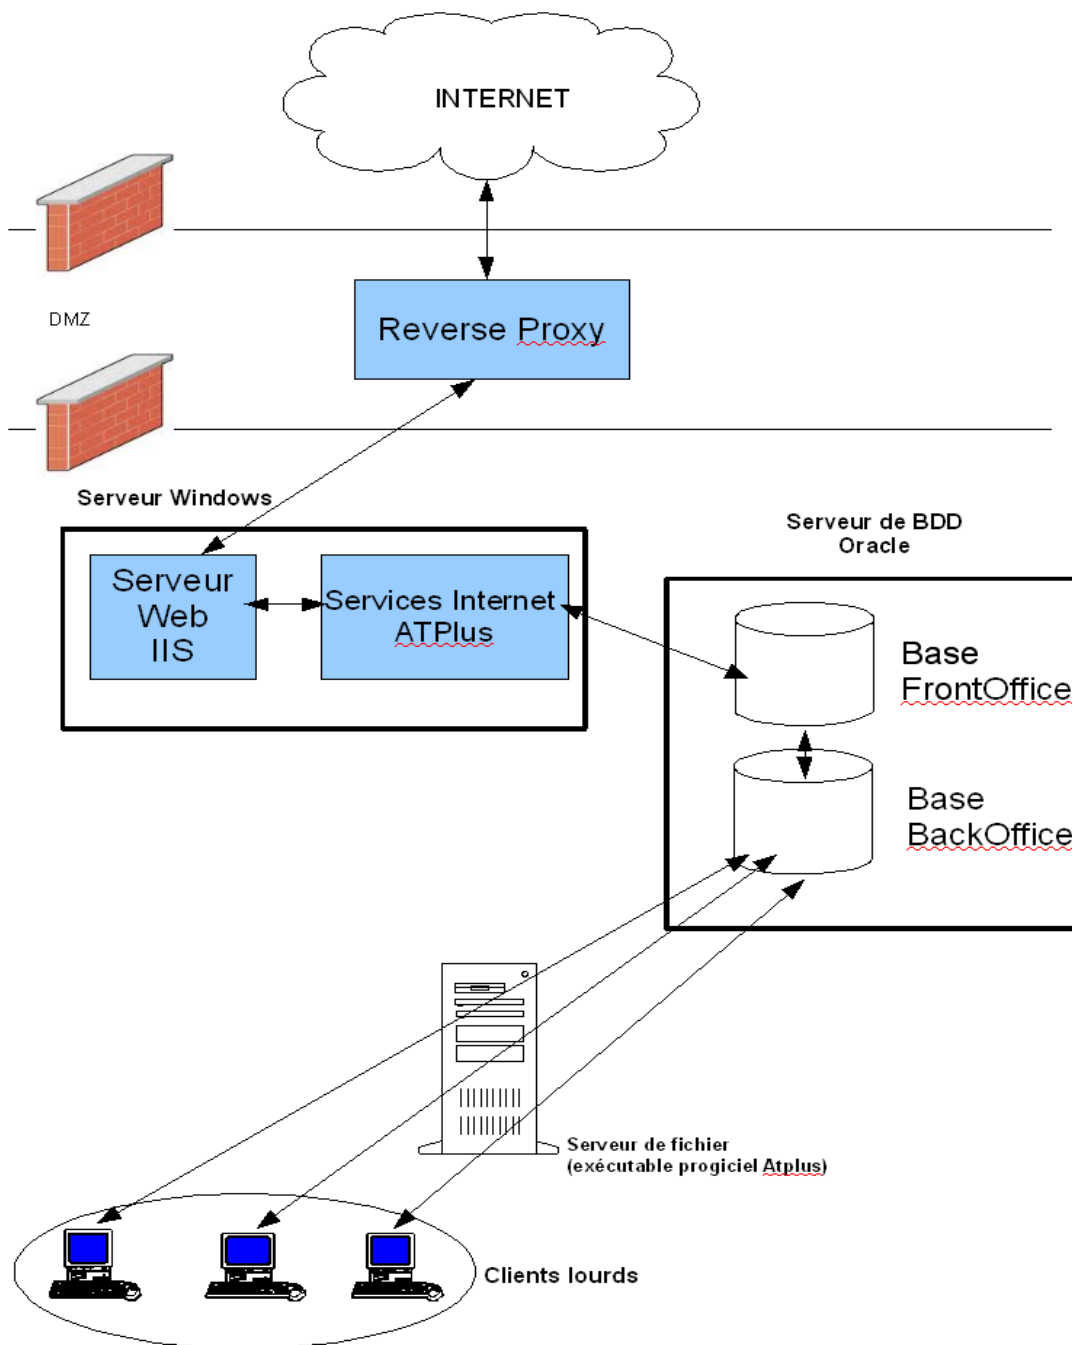 INTERNET
DMZ
Reverse Proxy
Serveur Windows
Serveur
Web
IIS
Services Internet
ATPlus
Serveur de BDD
Oracle
Base
FrontOffice
Base
BackOffice
Serveur de fichier
(exécutable progiciel Atplus)
Clients lourds